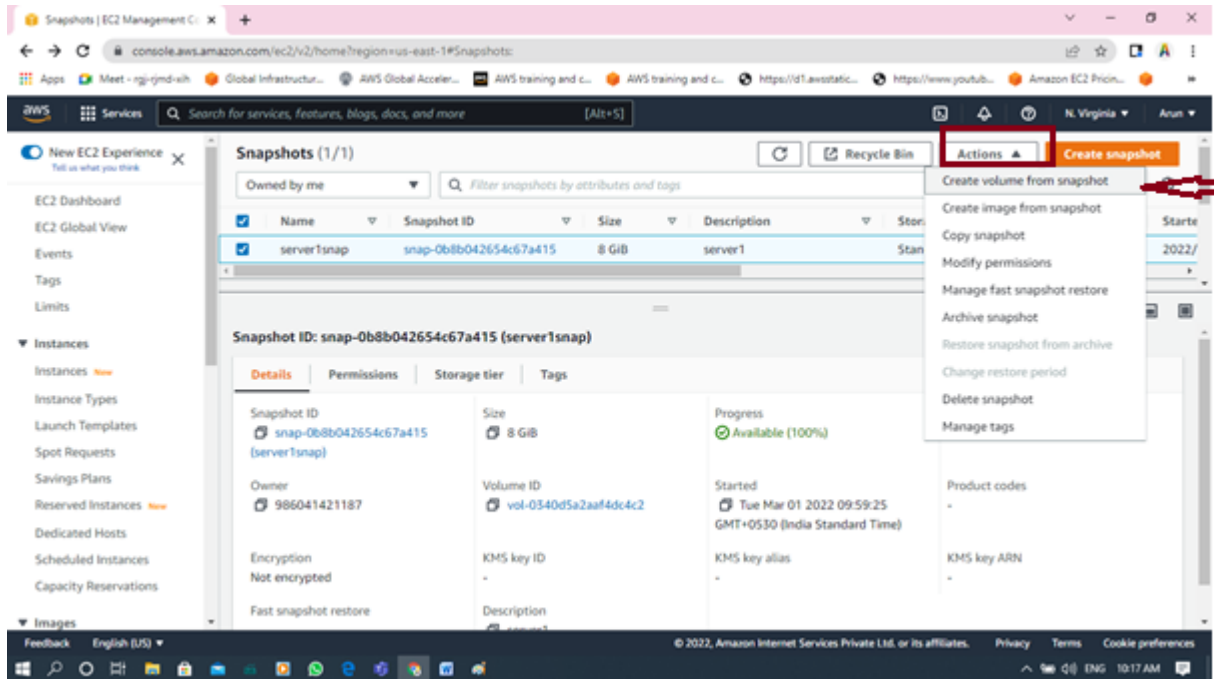 Snapshots | EC2 Management Co
console.aws.amazon.com/ec2/v2/home?region=us-east-1#Snapshots:
Apps Meet - rgj-rjmd-xih Global Infrastructur... AWS Global Acceler... AWS training and c... AWS training and c... https://d1.awsstatic... https://www.youtub... Amazon EC2 Pricin...
aws Services Search for services, features, blogs, docs, and more [Alt+S] N. Virginia Arun
New EC2 Experience
Tell us what you think
EC2 Dashboard
EC2 Global View
Events
Tags
Limits
Instances
Instances New
Instance Types
Launch Templates
Spot Requests
Savings Plans
Reserved Instances New
Dedicated Hosts
Scheduled Instances
Capacity Reservations
Images
Snapshots (1/1) Recycle Bin Actions Create snapshot
Owned by me Filter snapshots by attributes and tags
Name Snapshot ID Size Description Stor Starte
server1snap snap-0b8b042654c67a415 8 GiB server1 Stan 2022/
Create volume from snapshot
Create image from snapshot
Copy snapshot
Modify permissions
Manage fast snapshot restore
Archive snapshot
Restore snapshot from archive
Change restore period
Delete snapshot
Manage tags
Snapshot ID: snap-0b8b042654c67a415 (server1snap)
Details Permissions Storage tier Tags
Snapshot ID Size Progress
snap-0b8b042654c67a415 8 GiB Available (100%)
(server1snap)
Owner Volume ID Started Product codes
986041421187 vol-0340d5a2aaf4dc4c2 Tue Mar 01 2022 09:59:25 -
GMT+0530 (India Standard Time)
Encryption KMS key ID KMS key alias KMS key ARN
Not encrypted - - -
Fast snapshot restore Description
Feedback English (US) © 2022, Amazon Internet Services Private Ltd. or its affiliates. Privacy Terms Cookie preferences
ENG 10:17 AM